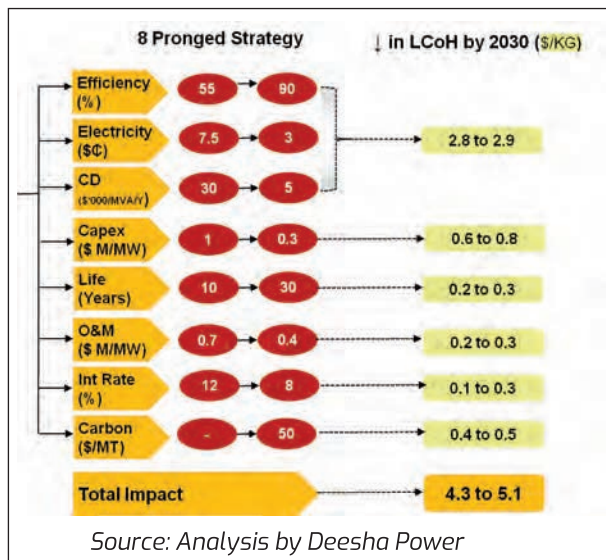 8 Pronged Strategy
↓ in LCoH by 2030 ($/KG)
Efficiency
(%)
55
90
Electricity
($₵)
7.5
3
2.8 to 2.9
CD
($'000/MVA/Y)
30
5
Capex
($ M/MW)
1
0.3
0.6 to 0.8
Life
(Years)
10
30
0.2 to 0.3
O&M
($ M/MW)
0.7
0.4
0.2 to 0.3
Int Rate
(%)
12
8
0.1 to 0.3
Carbon
($/MT)
-
50
0.4 to 0.5
Total Impact
4.3 to 5.1
Source: Analysis by Deesha Power